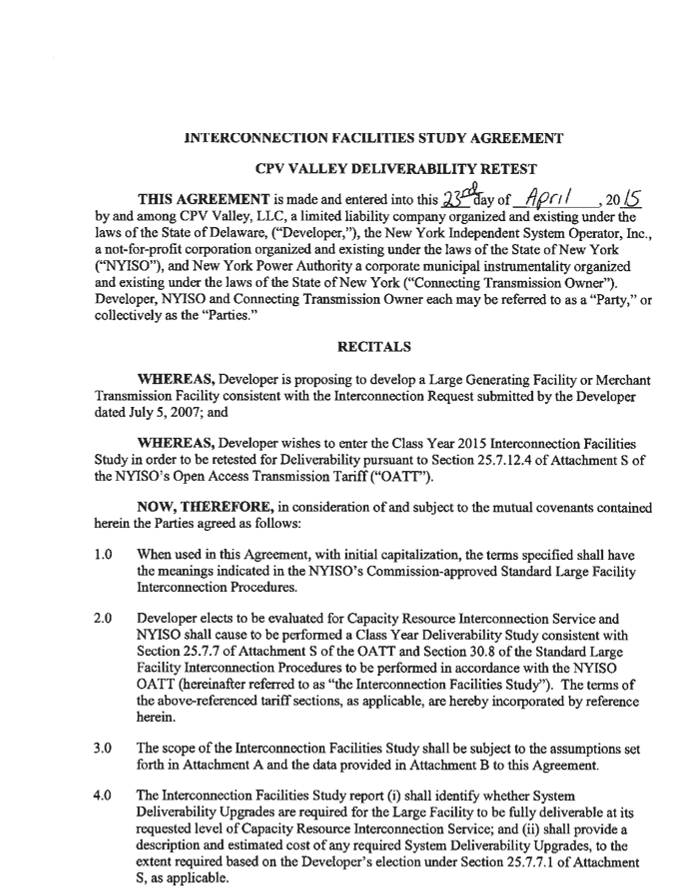 INTERCONNECTION FACILITIES STUDY AGREEMENT
CPV VALLEY DELIVERABILITY RETEST
THIS AGREEMENT is made and entered into this 23rd day of April, 2015
by and among CPV Valley, LLC, a limited liability company organized and existing under the
laws of the State of Delaware, ("Developer,"), the New York Independent System Operator, Inc.,
a not-for-profit corporation organized and existing under the laws of the State of New York
("NYISO"), and New York Power Authority a corporate municipal instrumentality organized
and existing under the laws of the State of New York ("Connecting Transmission Owner").
Developer, NYISO and Connecting Transmission Owner each may be referred to as a "Party," or
collectively as the "Parties."
RECITALS
WHEREAS, Developer is proposing to develop a Large Generating Facility or Merchant
Transmission Facility consistent with the Interconnection Request submitted by the Developer
dated July 5, 2007; and
WHEREAS, Developer wishes to enter the Class Year 2015 Interconnection Facilities
Study in order to be retested for Deliverability pursuant to Section 25.7.12.4 of Attachment S of
the NYISO's Open Access Transmission Tariff ("OATT").
NOW, THEREFORE, in consideration of and subject to the mutual covenants contained
herein the Parties agreed as follows:
1.0 When used in this Agreement, with initial capitalization, the terms specified shall have
the meanings indicated in the NYISO's Commission-approved Standard Large Facility
Interconnection Procedures.
2.0 Developer elects to be evaluated for Capacity Resource Interconnection Service and
NYISO shall cause to be performed a Class Year Deliverability Study consistent with
Section 25.7.7 of Attachment S of the OATT and Section 30.8 of the Standard Large
Facility Interconnection Procedures to be performed in accordance with the NYISO
OATT (hereinafter referred to as "the Interconnection Facilities Study"). The terms of
the above-referenced tariff sections, as applicable, are hereby incorporated by reference
herein.
3.0 The scope of the Interconnection Facilities Study shall be subject to the assumptions set
forth in Attachment A and the data provided in Attachment B to this Agreement.
4.0 The Interconnection Facilities Study report (i) shall identify whether System
Deliverability Upgrades are required for the Large Facility to be fully deliverable at its
requested level of Capacity Resource Interconnection Service; and (ii) shall provide a
description and estimated cost of any required System Deliverability Upgrades, to the
extent required based on the Developer's election under Section 25.7.7.1 of Attachment
S, as applicable.